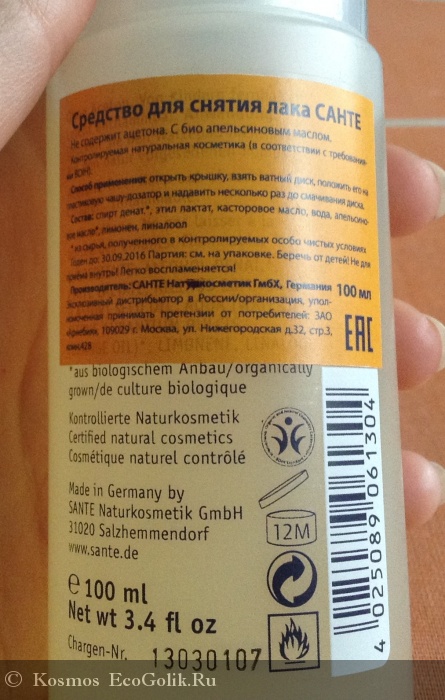 Средство для снятия лака САНТЕ
Не содержит ацетона. С био апельсиновым маслом.
Контролируемая натуральная косметика (в соответствии с требования-
ми BDIH).
Способ применения: открыть крышку, взять ватный диск, положить его на
пластиковую чашу-дозатор и надавить несколько раз до смачивания диска.
Состав: спирт денат.*, этил лактат, касторовое масло, вода, апельсино-
вое масло*, лимонен, линалоол
* из сырья, полученного в контролируемых особо чистых условиях
Годен до: 30.09.2016 Партия: см. на упаковке. Беречь от детей! Не для
приёма внутрь! Легко воспламеняется!
Производитель: САНТЕ Натуркосметик ГмбХ, Германия 100 мл
Эксклюзивный дистрибьютор в России/организация, упол-
номоченная принимать претензии от потребителей: ЗАО
109029 г. Москва, ул. Нижегородская д.32, стр.3,
EAC
OIL)*, LIMONENE,
*aus biologischem Anbau/organically
grown/de culture biologique
Kontrollierte Naturkosmetik
Certified natural cosmetics
Cosmétique naturel contrôlé
Made in Germany by
SANTE Naturkosmetik GmbH
31020 Salzhemmendorf
www.sante.de
12M
e 100 ml
Net wt 3.4 fl oz
Chargen-Nr. 13030107
4 025089 061304
© Kosmos EcoGolik.Ru